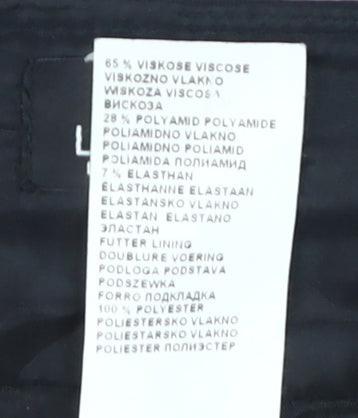 65 % VISKOSE VISCOSE
VISKOZNO VLAKNO
WISKOZA VISCOSA
ВИСКОЗА
28 % POLYAMID POLYAMIDE
POLIAMIDNO VLAKNO
POLIAMIDNO POLIAMID
POLIAMIDA ПОЛИАМИД
7 % ELASTHAN
ELASTHANNE ELASTAAN
ELASTANSKO VLAKNO
ELASTAN ELASTANO
ЭЛАСТАН
FUTTER LINING
DOUBLURE VOERING
PODLOGA PODSTAVA
PODSZEWKA
FORRO ПОДКЛАДКА
100 % POLYESTER
POLIESTERSKO VLAKNO
POLIESTARSKO VLAKNO
POLIESTER ПОЛИЭСТЕР